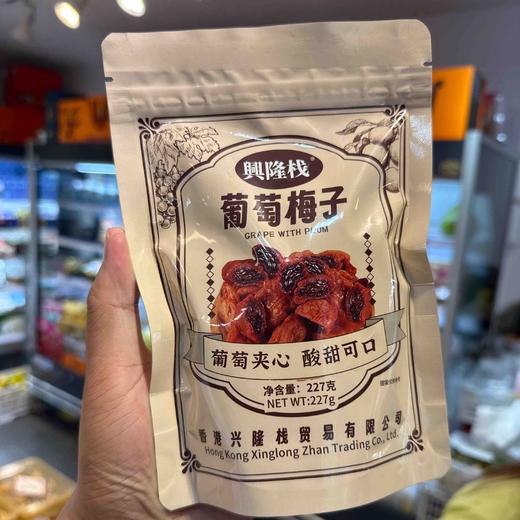 興隆栈®
葡萄梅子
GRAPE WITH PLUM
葡萄夹心 酸甜可口
净含量：227克
NET WT:227g
香港兴隆栈贸易有限公司
Hong Kong Xinglong Zhan Trading Co., Ltd.